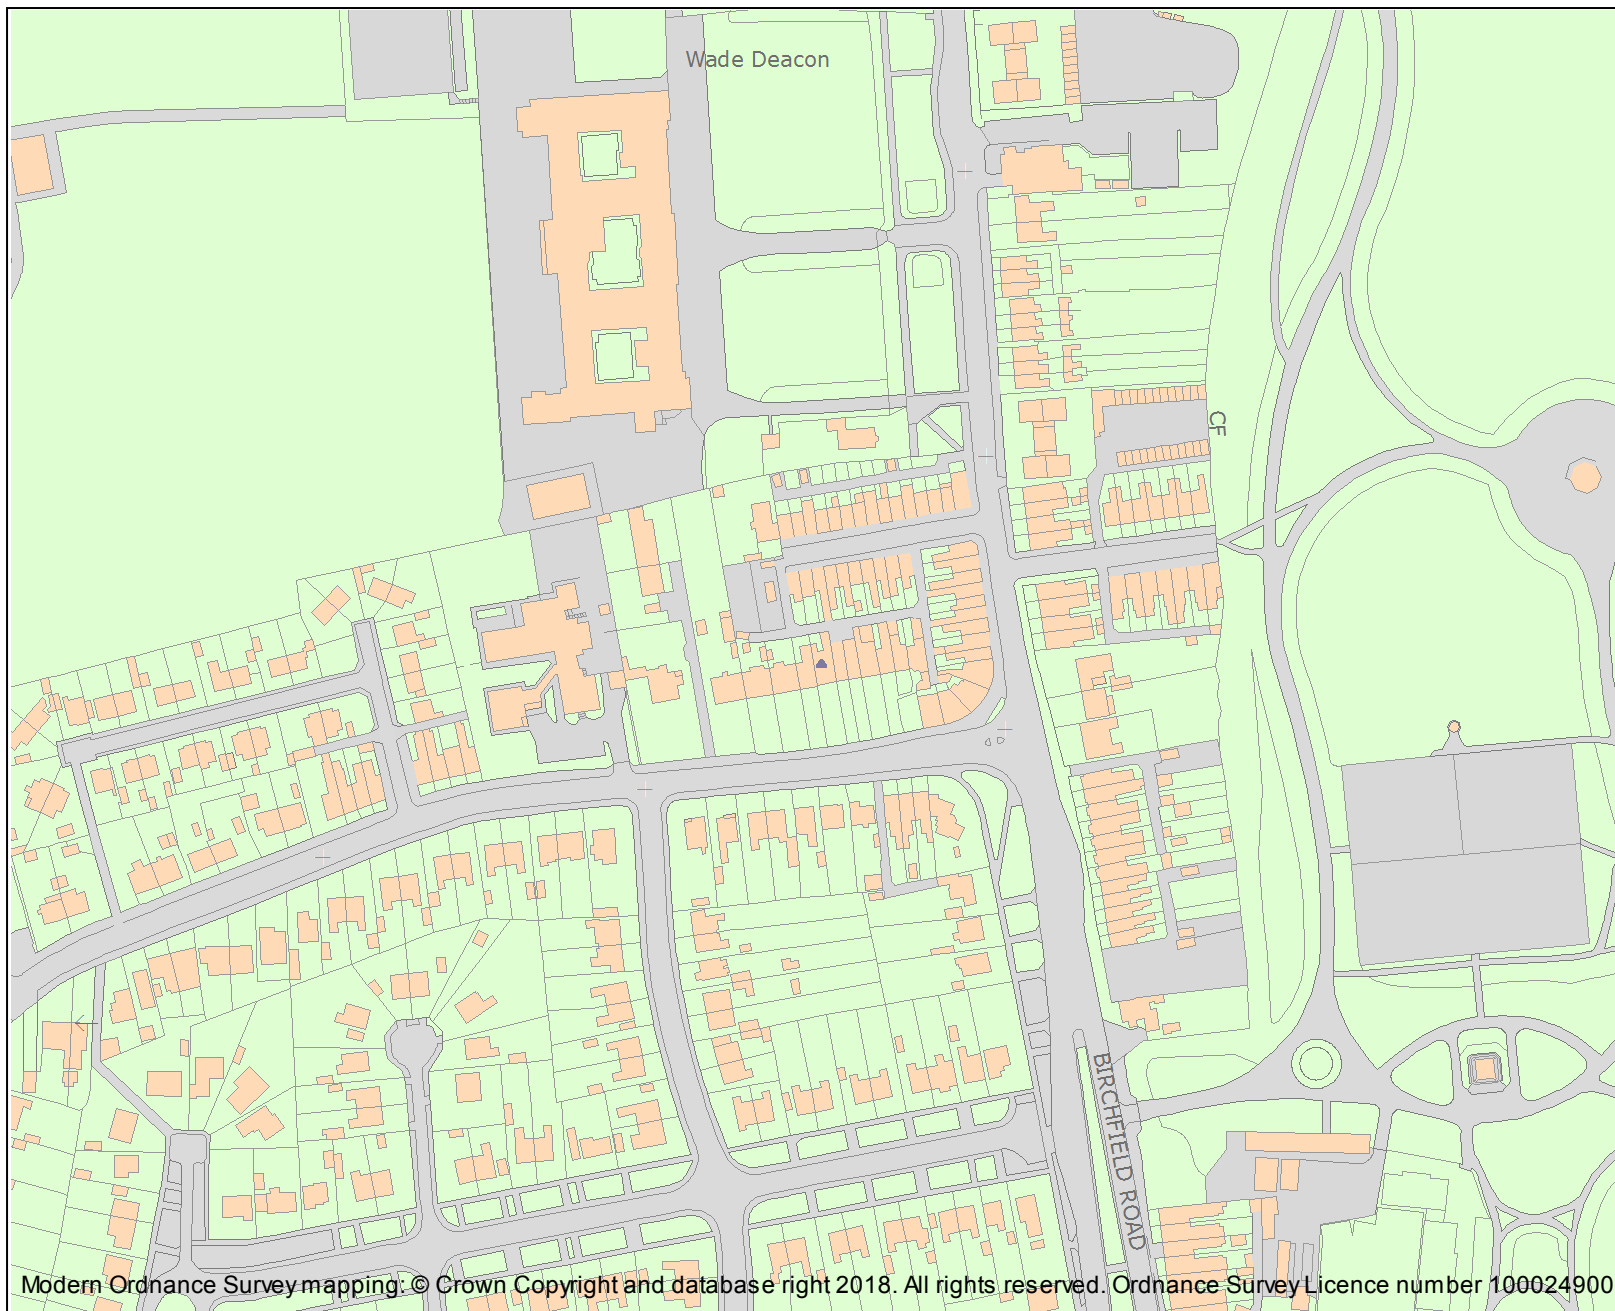 Wade Deacon
CF
BIRCHFIELD ROAD
Modern Ordnance Survey mapping: © Crown Copyright and database right 2018. All rights reserved. Ordnance Survey Licence number 100024900